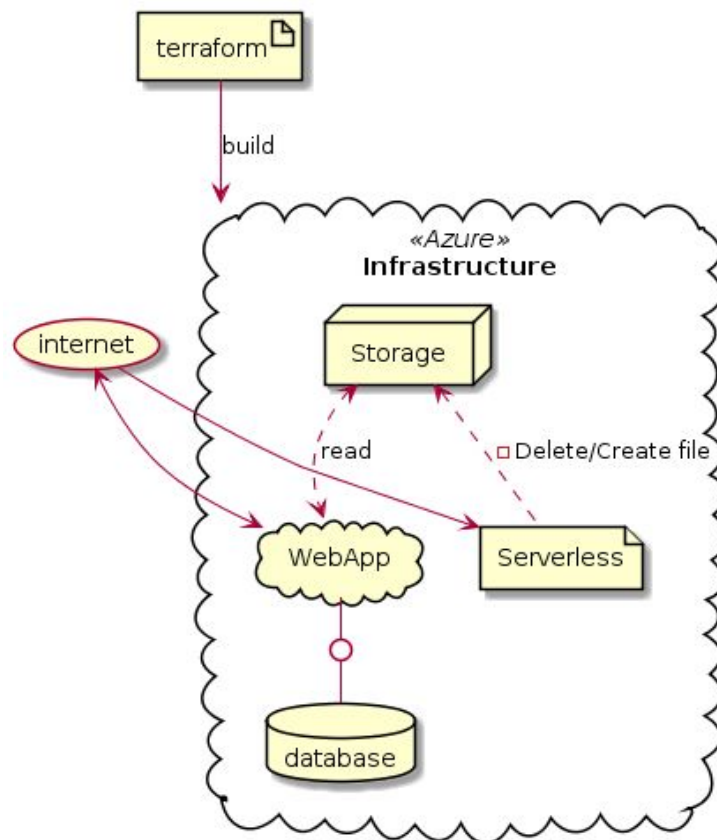 terraform
build
«Azure»
Infrastructure
internet
Storage
read
Delete/Create file
WebApp
Serverless
database